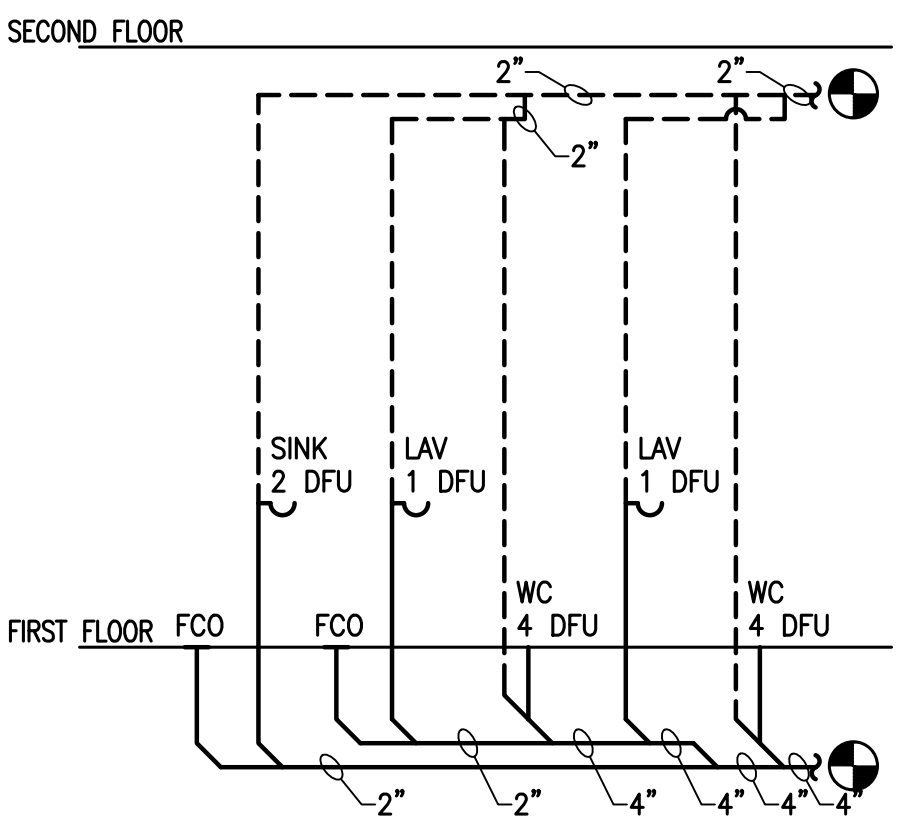 SECOND FLOOR
2”
2”
2”
SINK
2 DFU
LAV
1 DFU
LAV
1 DFU
WC
4 DFU
WC
4 DFU
FIRST FLOOR
FCO
FCO
2”
2”
4”
4”
4”
4”